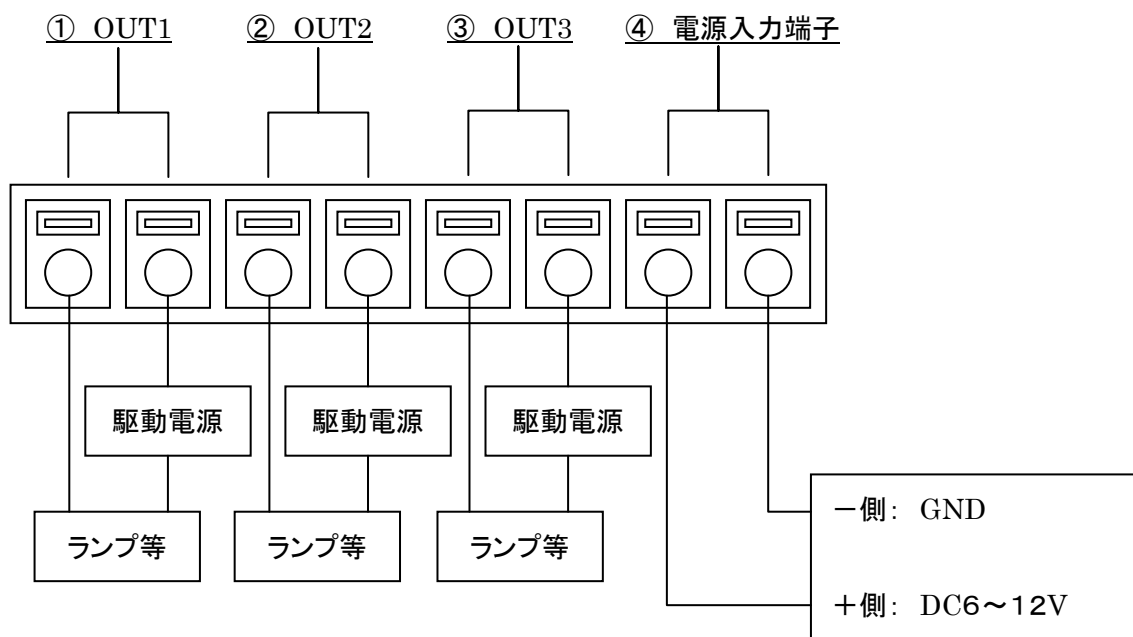 ① OUT1
② OUT2
③ OUT3
④ 電源入力端子
駆動電源
駆動電源
駆動電源
ランプ等
ランプ等
ランプ等
－側： GND
＋側： DC6～12V